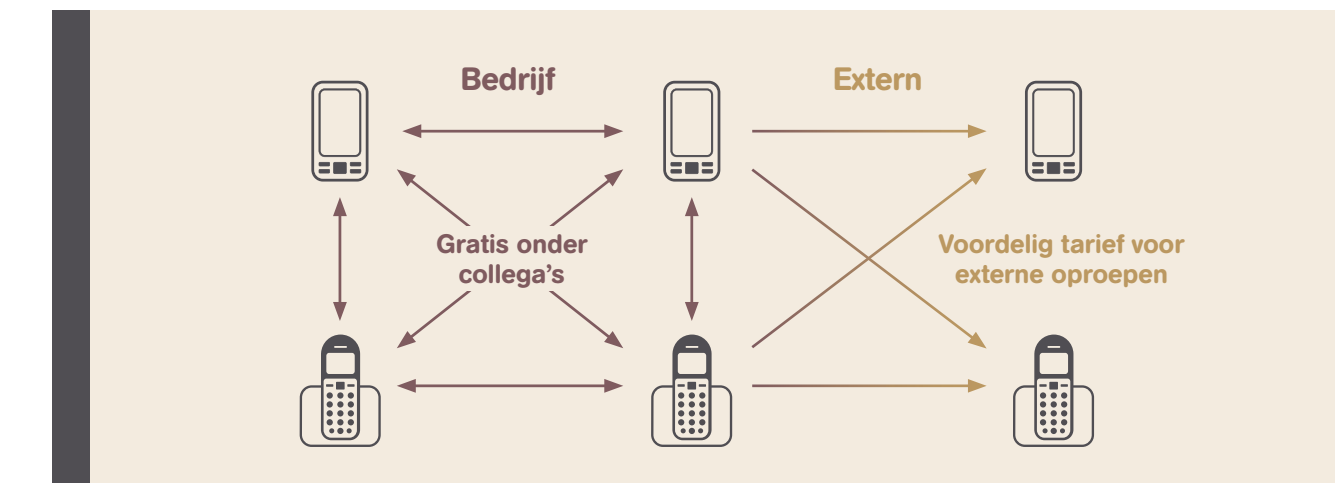 Bedrijf
Extern
Gratis onder
collega's
Voordelig tarief voor
externe oproepen